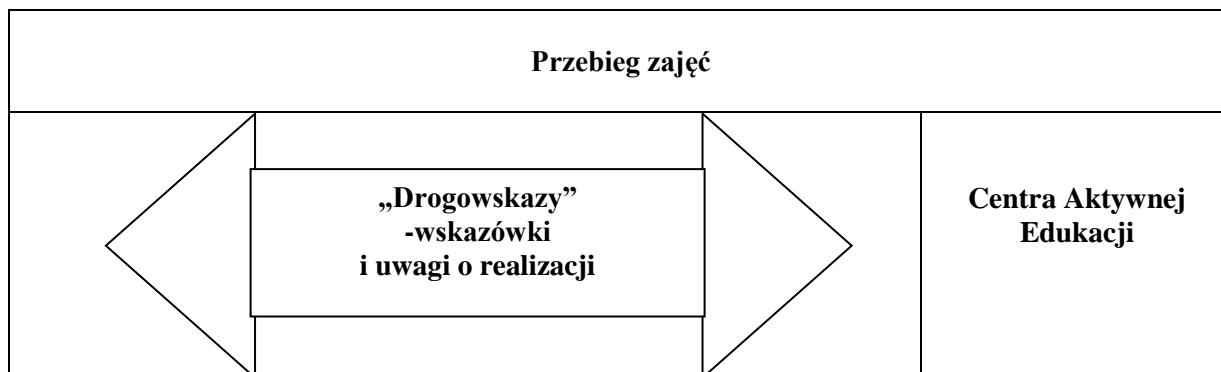 Przebieg zajęć
„Drogowskazy”
-wskazówki
i uwagi o realizacji
Centra Aktywnej
Edukacji